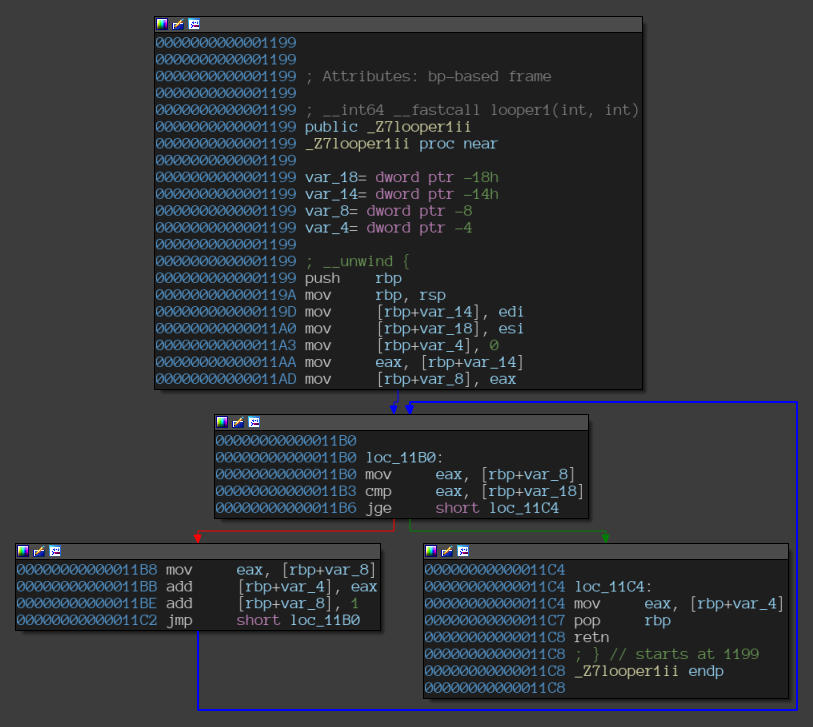 0000000000001199
0000000000001199
0000000000001199 ; Attributes: bp-based frame
0000000000001199
0000000000001199 ; __int64 __fastcall looper1(int, int)
0000000000001199 public _Z7looper1ii
0000000000001199 _Z7looper1ii proc near
0000000000001199
0000000000001199 var_18= dword ptr -18h
0000000000001199 var_14= dword ptr -14h
0000000000001199 var_8= dword ptr -8
0000000000001199 var_4= dword ptr -4
0000000000001199
0000000000001199 ; __unwind {
0000000000001199 push rbp
000000000000119A mov rbp, rsp
000000000000119D mov [rbp+var_14], edi
00000000000011A0 mov [rbp+var_18], esi
00000000000011A3 mov [rbp+var_4], 0
00000000000011AA mov eax, [rbp+var_14]
00000000000011AD mov [rbp+var_8], eax
00000000000011B0
00000000000011B0 loc_11B0:
00000000000011B0 mov eax, [rbp+var_8]
00000000000011B3 cmp eax, [rbp+var_18]
00000000000011B6 jge short loc_11C4
00000000000011B8 mov eax, [rbp+var_8]
00000000000011BB add [rbp+var_4], eax
00000000000011BE add [rbp+var_8], 1
00000000000011C2 jmp short loc_11B0
00000000000011C4
00000000000011C4 loc_11C4:
00000000000011C4 mov eax, [rbp+var_4]
00000000000011C7 pop rbp
00000000000011C8 retn
00000000000011C8 ; } // starts at 1199
00000000000011C8 _Z7looper1ii endp
00000000000011C8